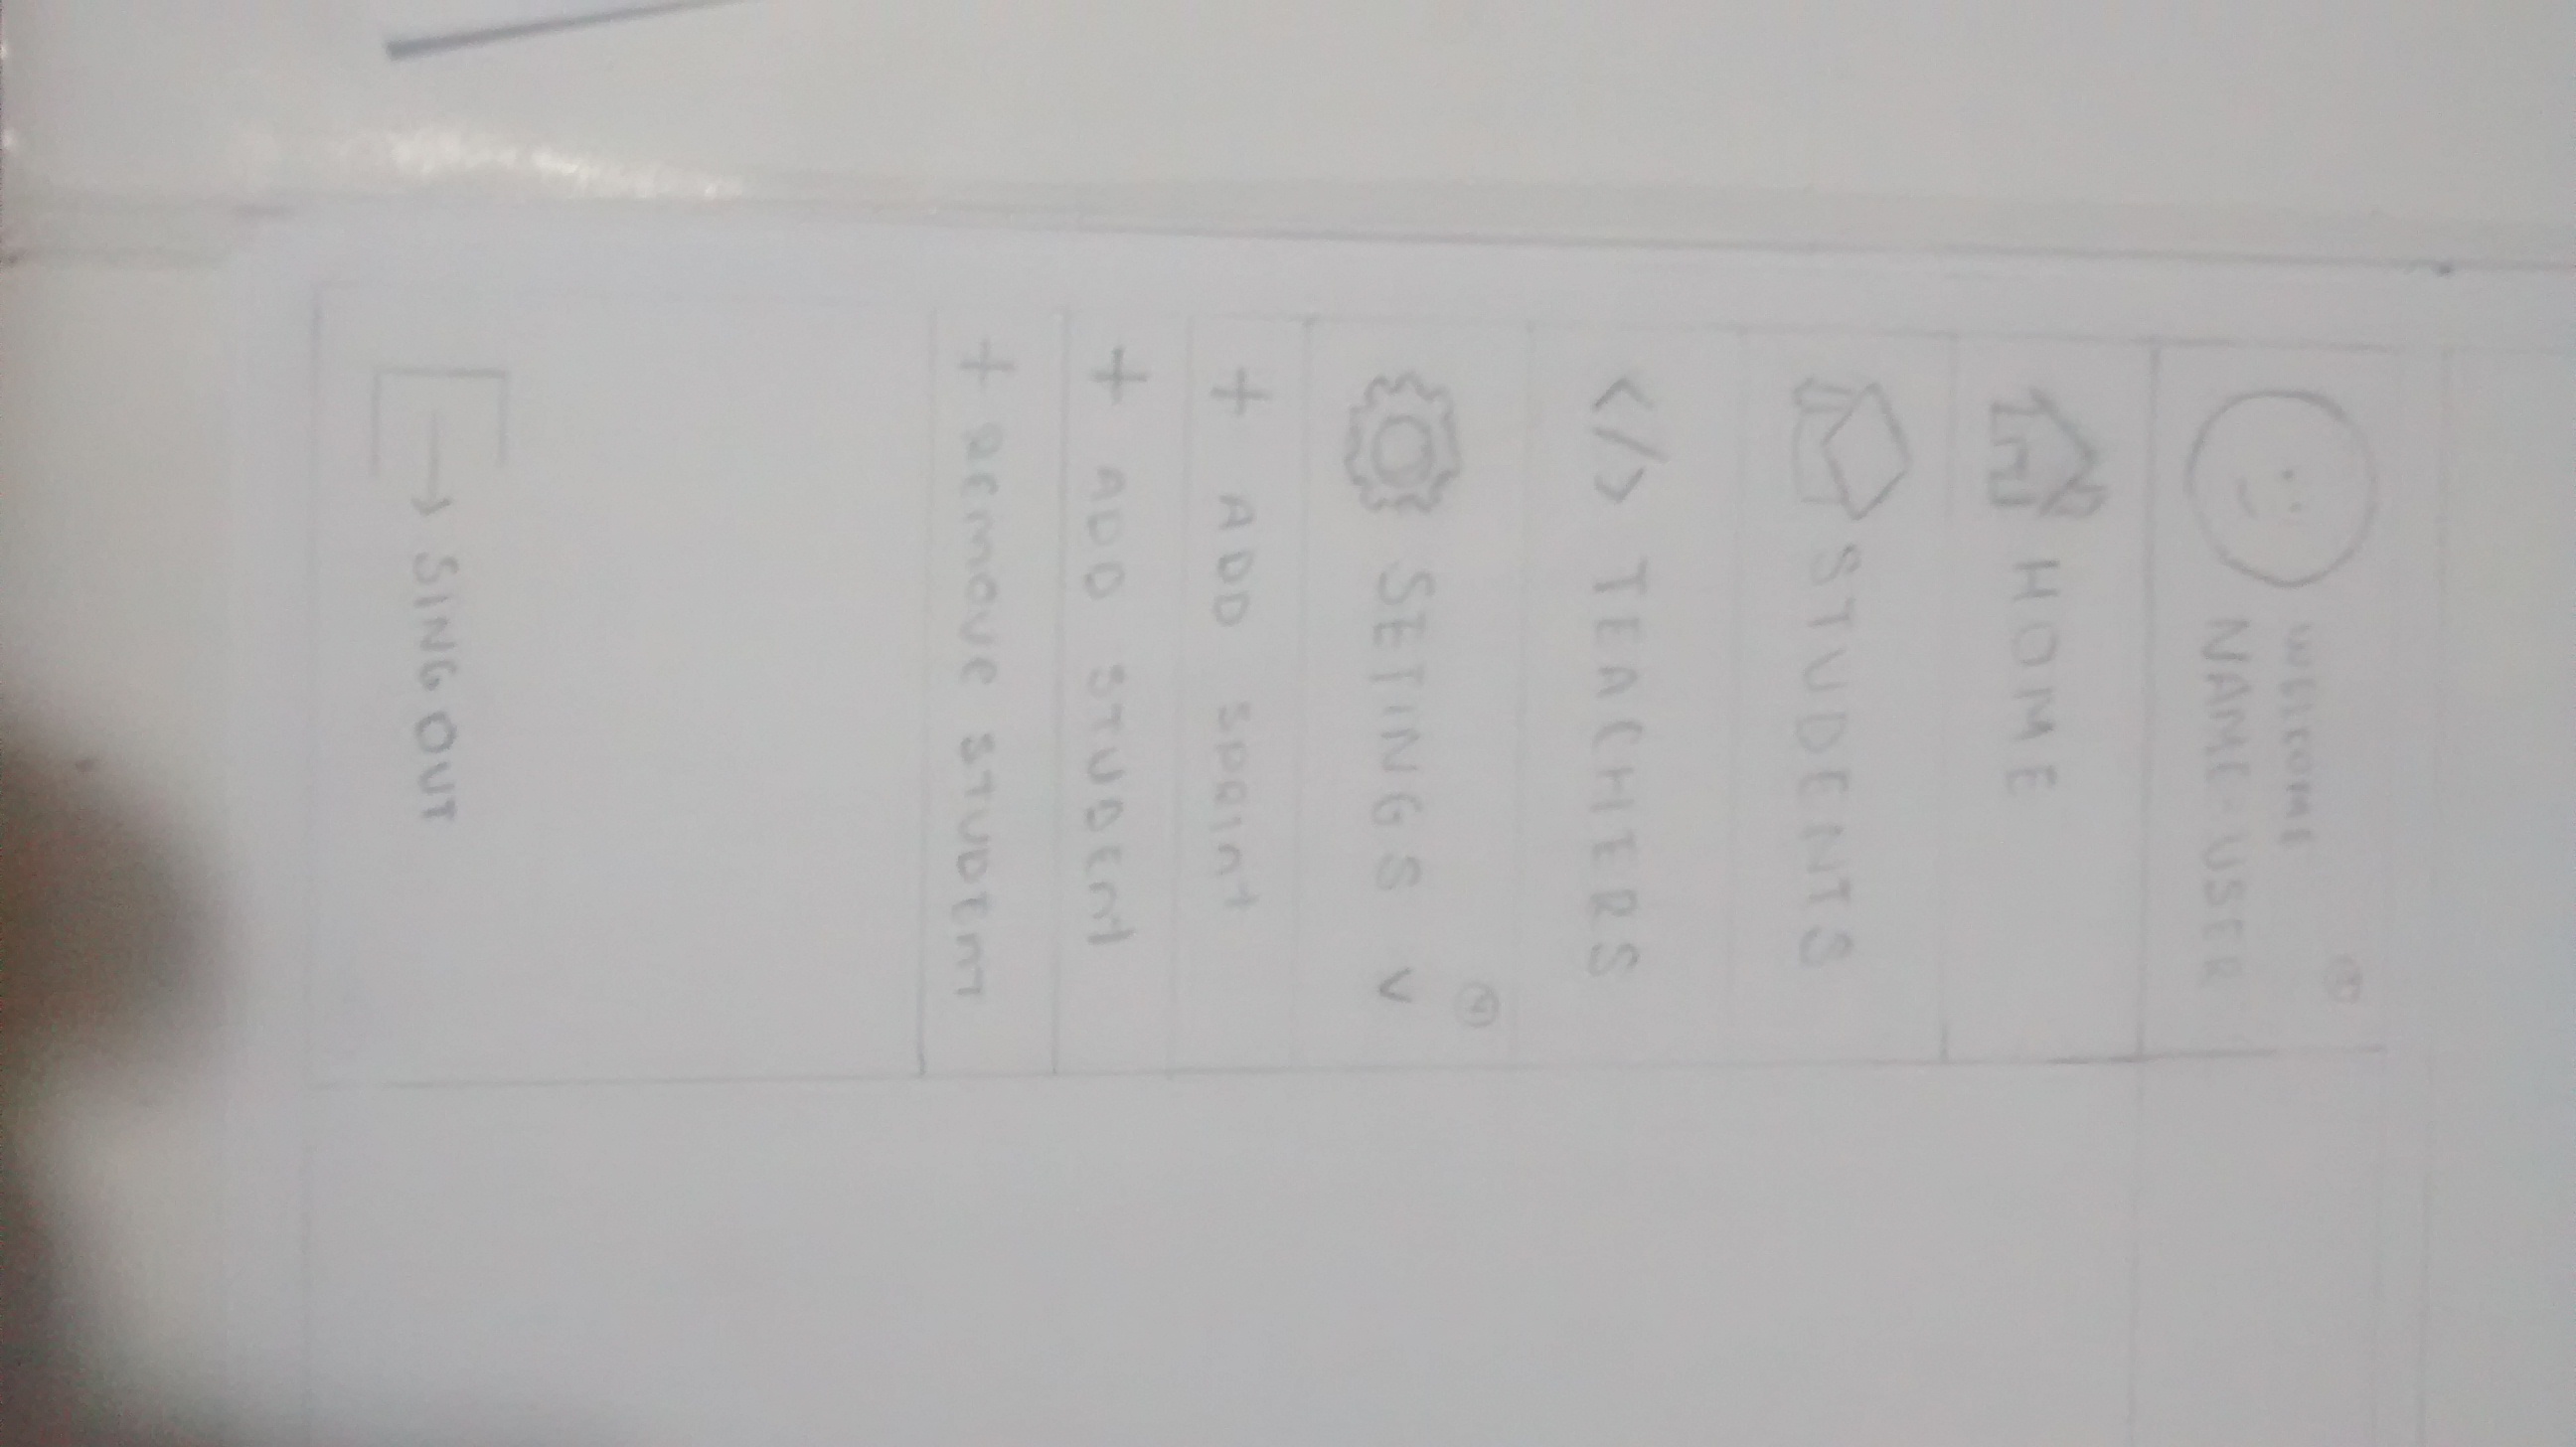 WELCOME
NAME-USER
HOME
STUDENTS
</> TEACHERS
SETINGS v
+ ADD SPRINT
+ ADD STUDENT
+ REMOVE STUDENT
SING OUT